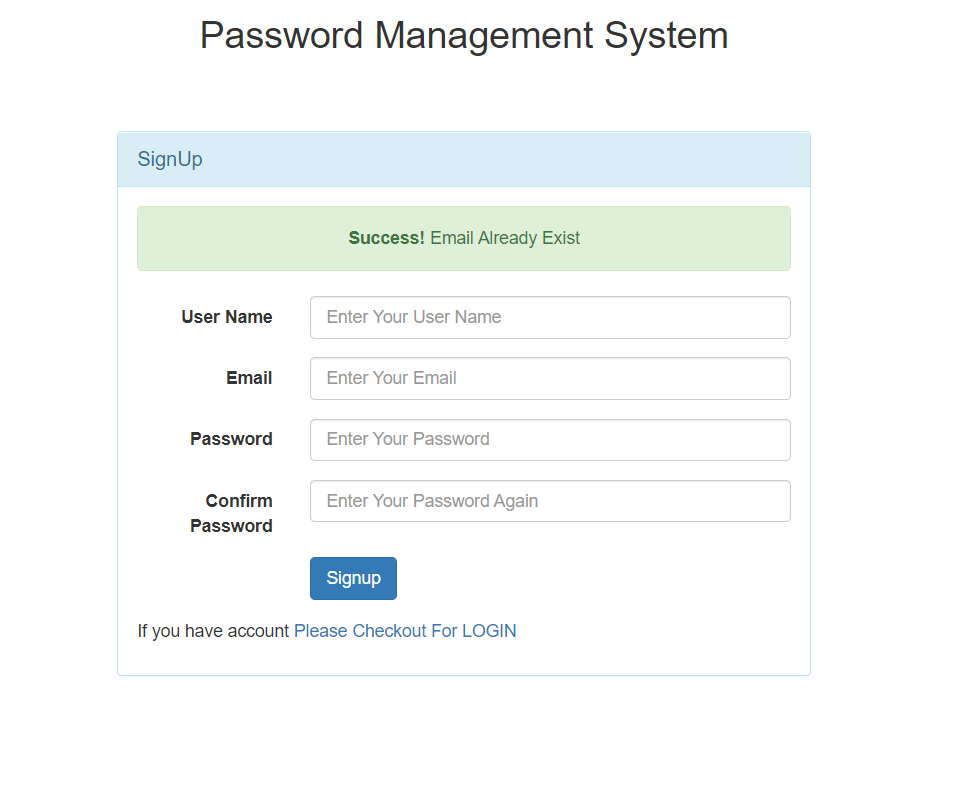 Password Management System
SignUp
Success! Email Already Exist
User Name
Enter Your User Name
Email
Enter Your Email
Password
Enter Your Password
Confirm
Password
Enter Your Password Again
Signup
If you have account Please Checkout For LOGIN